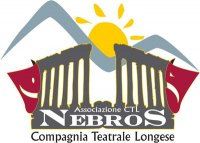 Associazione CTL
NEBROS
Compagnia Teatrale Longese